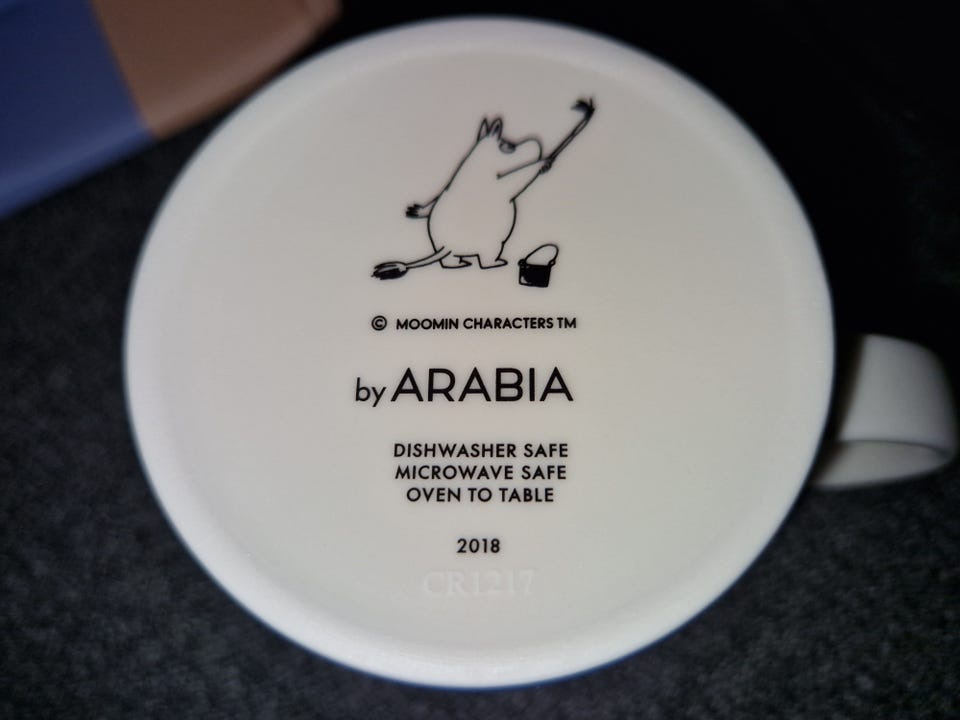 © MOOMIN CHARACTERS TM
by ARABIA
DISHWASHER SAFE
MICROWAVE SAFE
OVEN TO TABLE
2018
CR1217